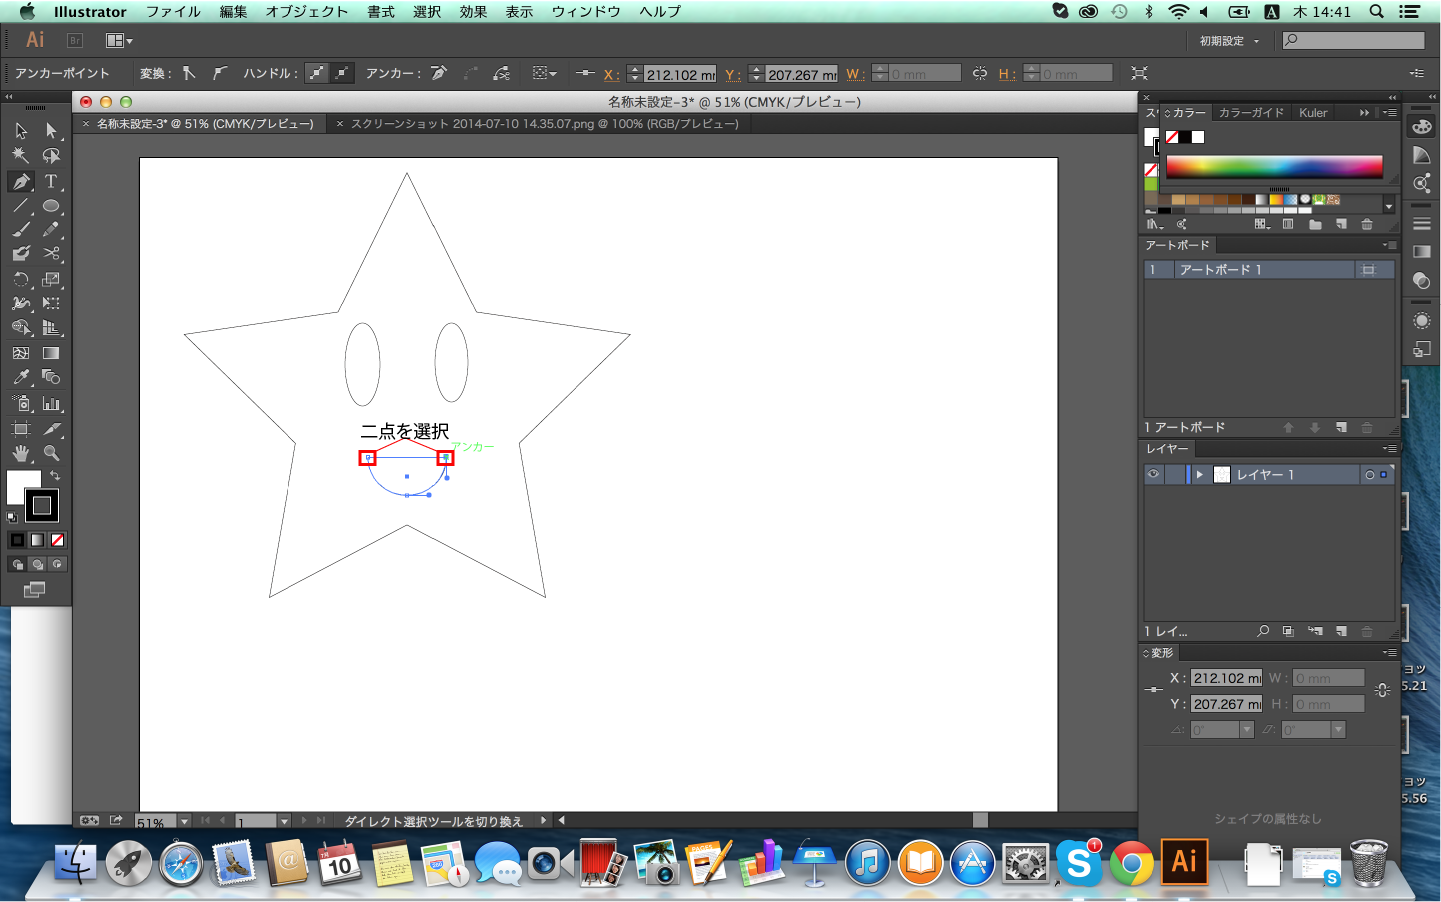 Illustrator ファイル 編集 オブジェクト 書式 選択 効果 表示 ウィンドウ ヘルプ
木 14:41
Ai Br
初期設定
アンカーポイント 変換 : ハンドル : アンカー : X : 212.102 mm Y : 207.267 mm W : 0 mm H : 0 mm
名称未設定-3* @ 51% (CMYK/プレビュー)
× 名称未設定-3* @ 51% (CMYK/プレビュー) × スクリーンショット 2014-07-10 14.35.07.png @ 100% (RGB/プレビュー)
カラー カラーガイド Kuler
アートボード
1 アートボード 1
二点を選択
アンカー
1 アートボード
レイヤー
レイヤー 1
1 レイ...
変形
X : 212.102 W : 0 mm
Y : 207.267 H : 0 mm
0° 0°
シェイプの属性なし
51% 1 ダイレクト選択ツールを切り換え
ョッ
5.21
ョッ
5.56
10
PAGES
S 1
Ai
S